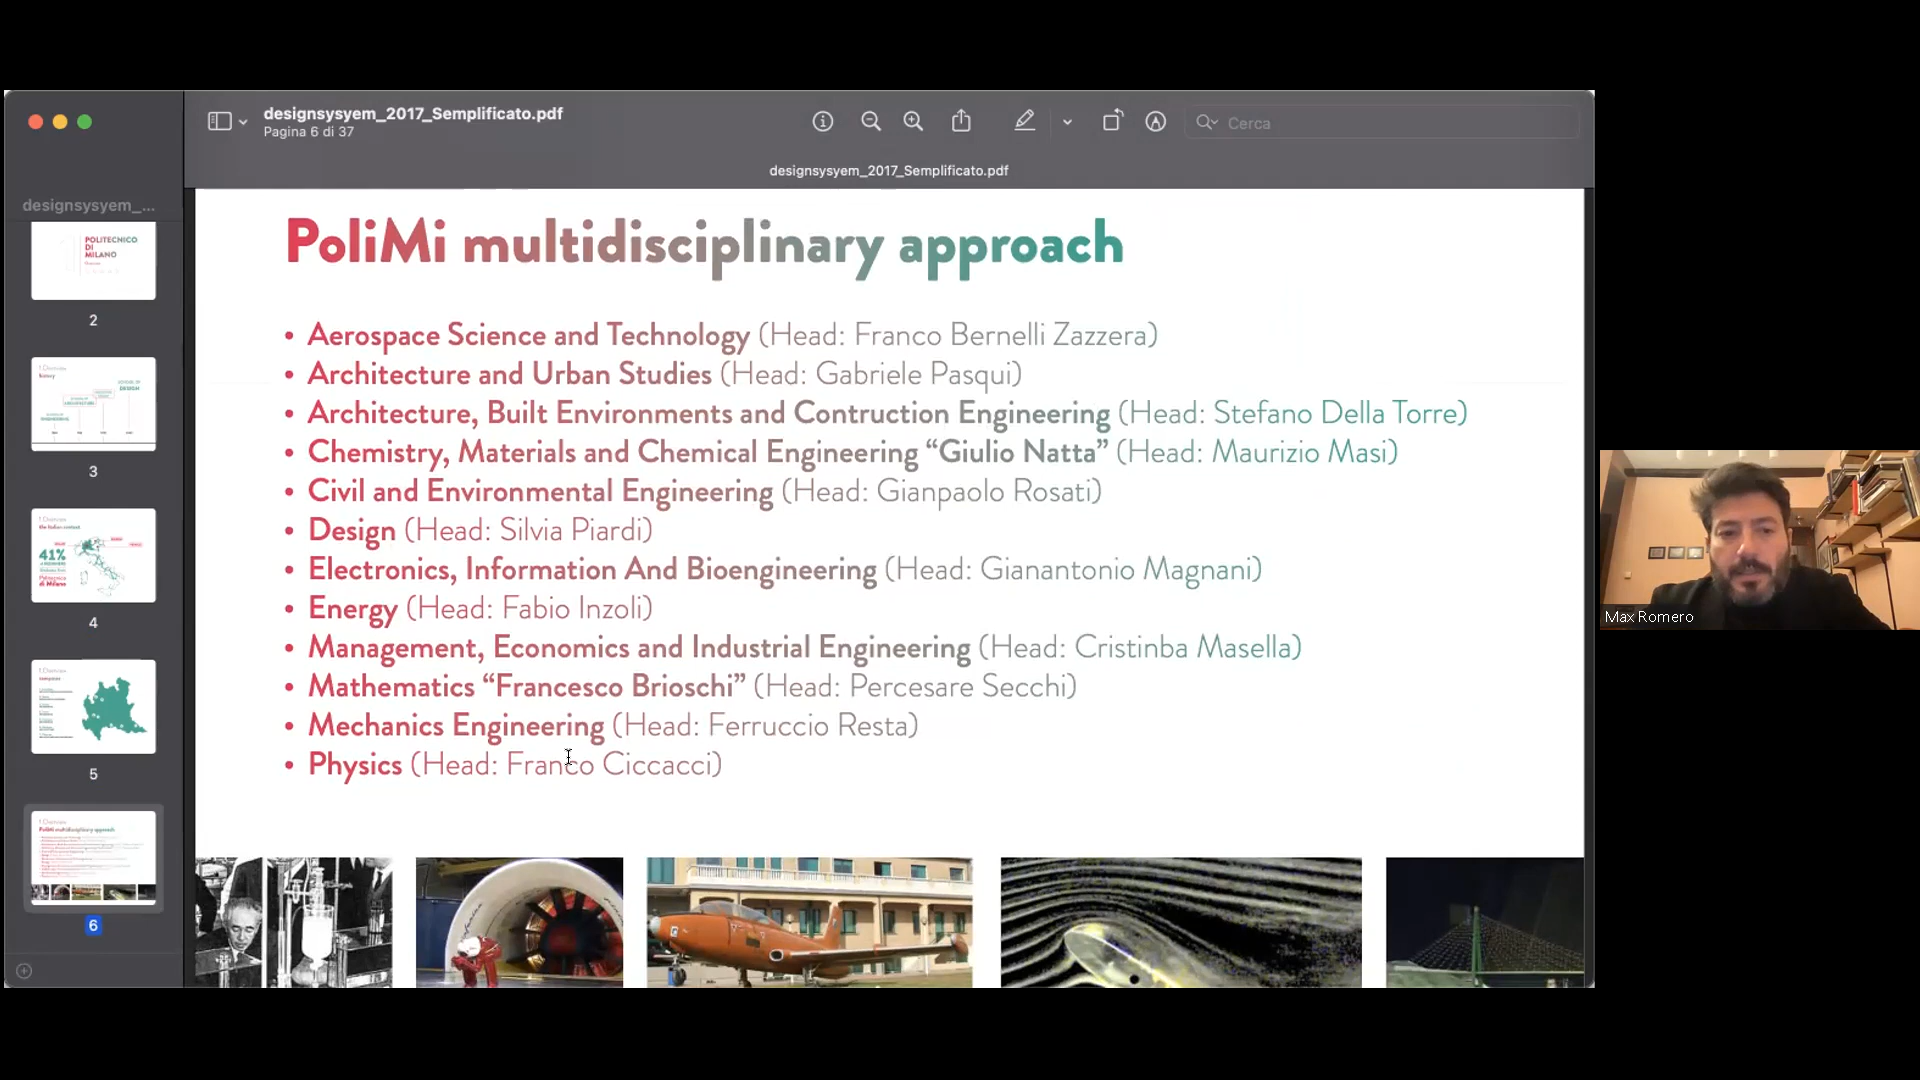 designsysyem_2017_Semplificato.pdf
Pagina 6 di 37
Cerca
designsysyem_2017_Semplificato.pdf
designsysyem_...
POLITECNICO
DI
MILANO
2
3
41%
4
5
6
PoliMi multidisciplinary approach
• Aerospace Science and Technology (Head: Franco Bernelli Zazzera)
• Architecture and Urban Studies (Head: Gabriele Pasqui)
• Architecture, Built Environments and Contruction Engineering (Head: Stefano Della Torre)
• Chemistry, Materials and Chemical Engineering “Giulio Natta” (Head: Maurizio Masi)
• Civil and Environmental Engineering (Head: Gianpaolo Rosati)
• Design (Head: Silvia Piardi)
• Electronics, Information And Bioengineering (Head: Gianantonio Magnani)
• Energy (Head: Fabio Inzoli)
• Management, Economics and Industrial Engineering (Head: Cristinba Masella)
• Mathematics “Francesco Brioschi” (Head: Percesare Secchi)
• Mechanics Engineering (Head: Ferruccio Resta)
• Physics (Head: Franco Ciccacci)
Max Romero